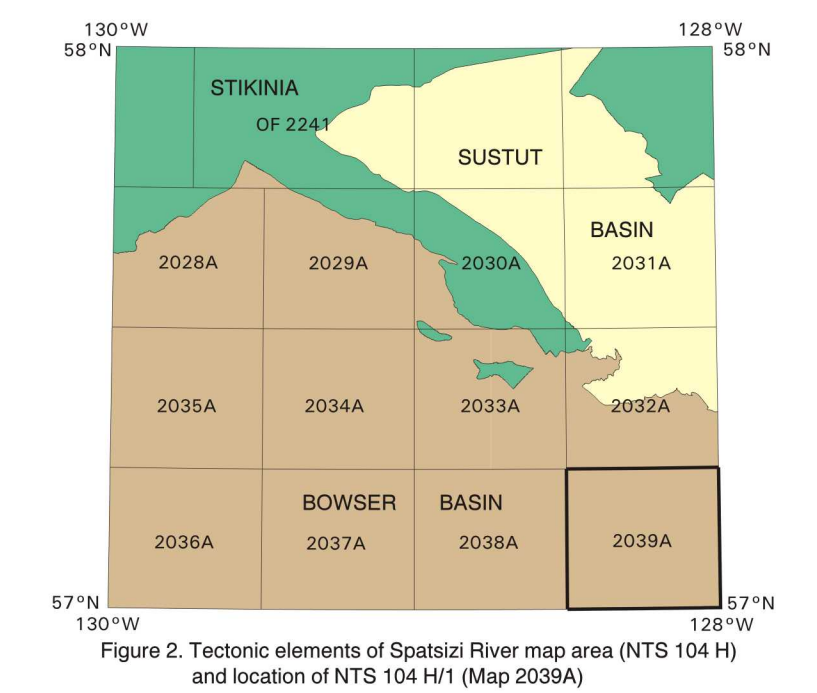 130°W 128°W
58°N 58°N
STIKINIA
OF 2241
SUSTUT
BASIN
2028A 2029A 2030A 2031A
2035A 2034A 2033A 2032A
BOWSER BASIN
2036A 2037A 2038A 2039A
57°N 57°N
130°W 128°W
Figure 2. Tectonic elements of Spatsizi River map area (NTS 104 H)
and location of NTS 104 H/1 (Map 2039A)